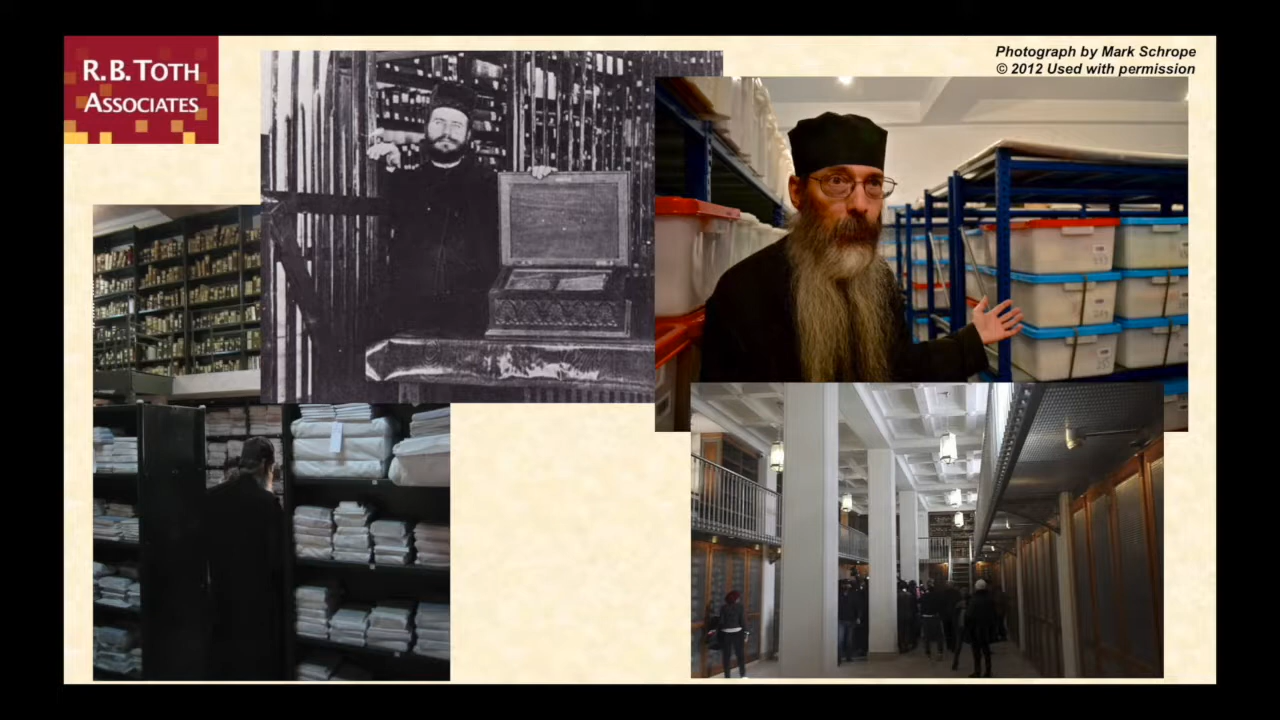 R.B.TOTH
ASSOCIATES
Photograph by Mark Schrope
© 2012 Used with permission